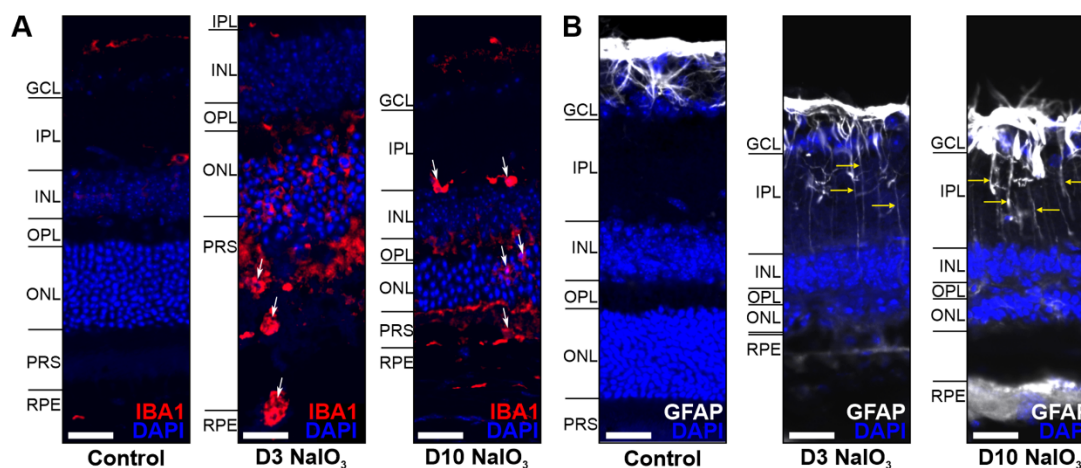 A
GCL
IPL
INL
OPL
ONL
PRS
RPE
IBA1
DAPI
Control
IPL
INL
OPL
ONL
PRS
RPE
IBA1
DAPI
D3 NaIO₃
GCL
IPL
INL
OPL
ONL
PRS
RPE
IBA1
DAPI
D10 NaIO₃
B
GCL
IPL
INL
OPL
ONL
PRS
GFAP
DAPI
Control
GCL
IPL
INL
OPL
ONL
RPE
GFAP
DAPI
D3 NaIO₃
GCL
IPL
INL
OPL
ONL
RPE
GFAP
DAPI
D10 NaIO₃